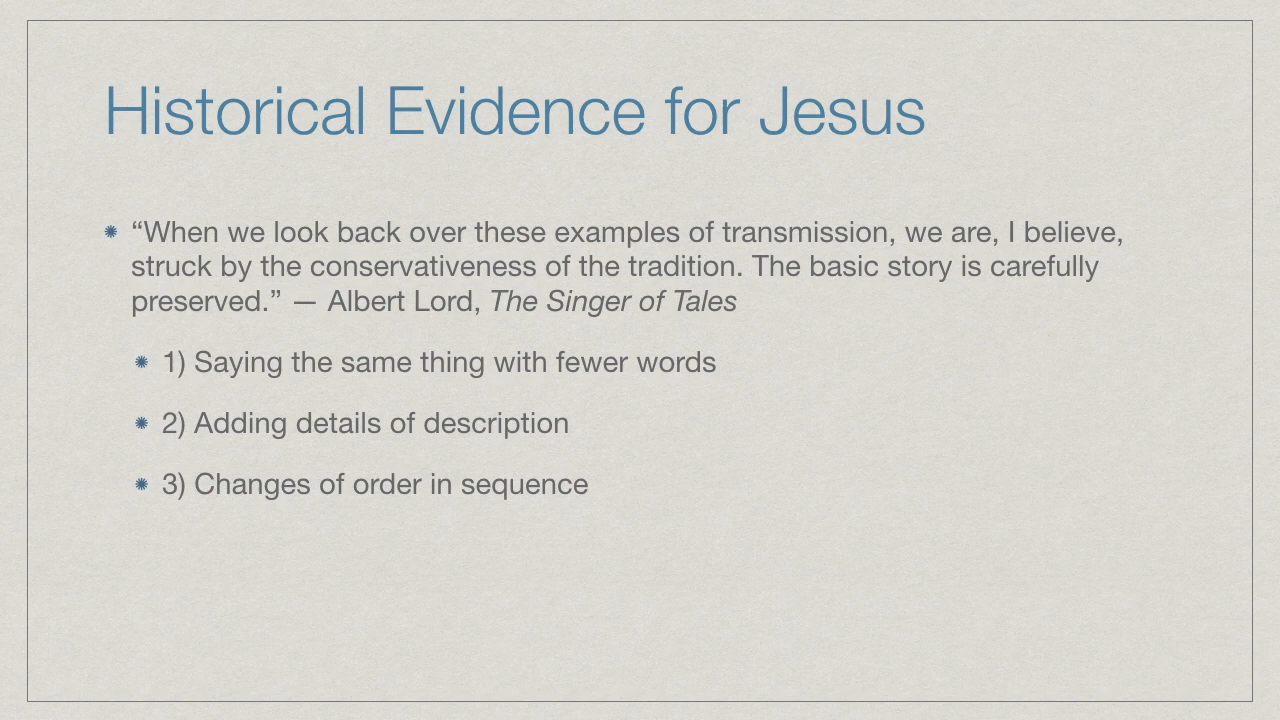 Historical Evidence for Jesus
“When we look back over these examples of transmission, we are, I believe,
struck by the conservativeness of the tradition. The basic story is carefully
preserved.” — Albert Lord, The Singer of Tales
1) Saying the same thing with fewer words
2) Adding details of description
3) Changes of order in sequence